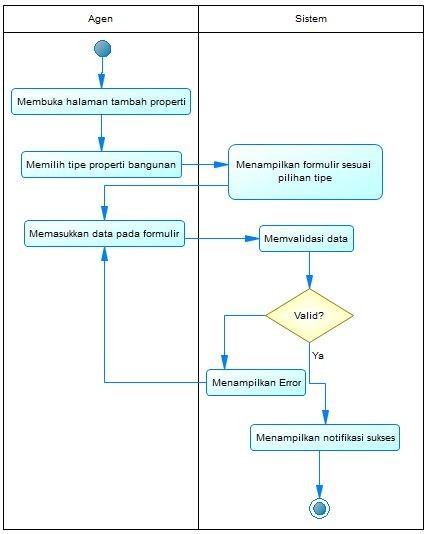 Agen
Sistem
Membuka halaman tambah properti
Memilih tipe properti bangunan
Menampilkan formulir sesuai
pilihan tipe
Memasukkan data pada formulir
Memvalidasi data
Valid?
Ya
Menampilkan Error
Menampilkan notifikasi sukses